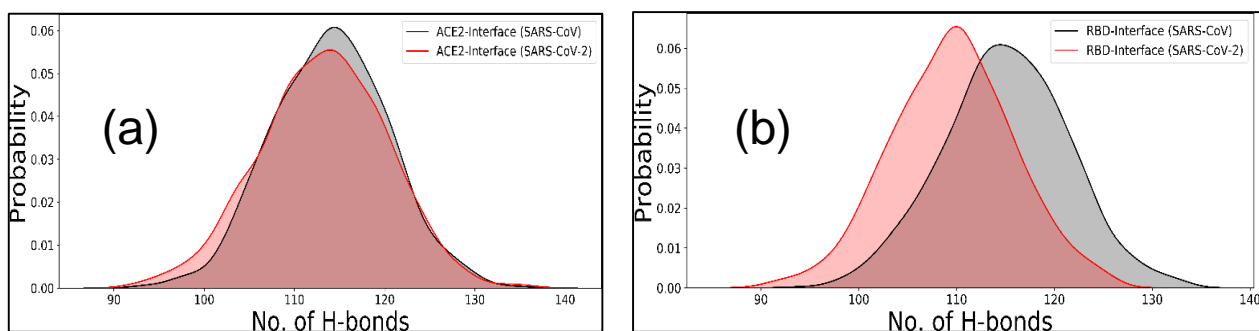 ACE2-Interface (SARS-CoV)
ACE2-Interface (SARS-CoV-2)
(a)
Probability
0.06
0.05
0.04
0.03
0.02
0.01
0.00
90 100 110 120 130 140
No. of H-bonds
RBD-Interface (SARS-CoV)
RBD-Interface (SARS-CoV-2)
(b)
Probability
0.06
0.05
0.04
0.03
0.02
0.01
0.00
90 100 110 120 130 140
No. of H-bonds